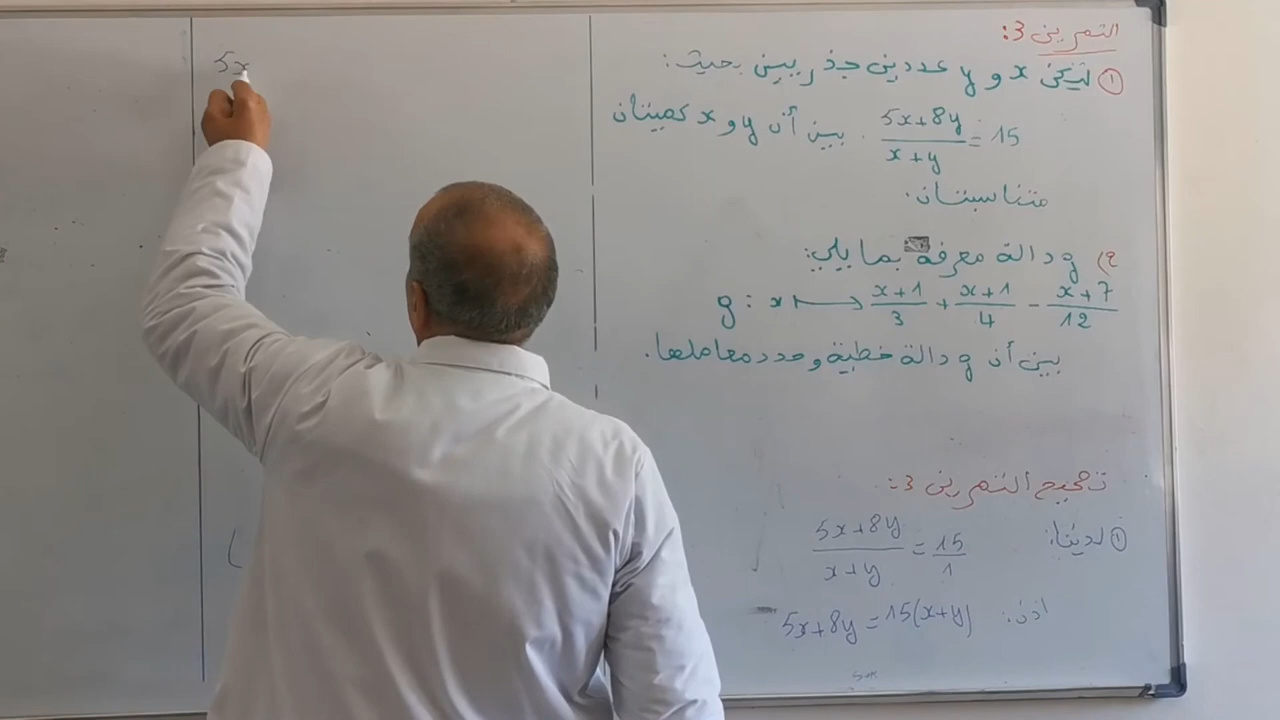 التمرين 3:
① ليكن x و y عددين جذريين بحيث:
(5x+8y)/(x+y) = 15 . بين أن x و y كميتان
متناسبتان.
2) g دالة معرفة بما يلي:
g : x ⟼ (x+1)/3 + (x+1)/4 - (x+7)/12
بين أن g دالة خطية وحدد معاملها.
تصحيح التمرين 3:
① لدينا: (5x+8y)/(x+y) = 15/1
اذن: 5x+8y = 15(x+y)
5x